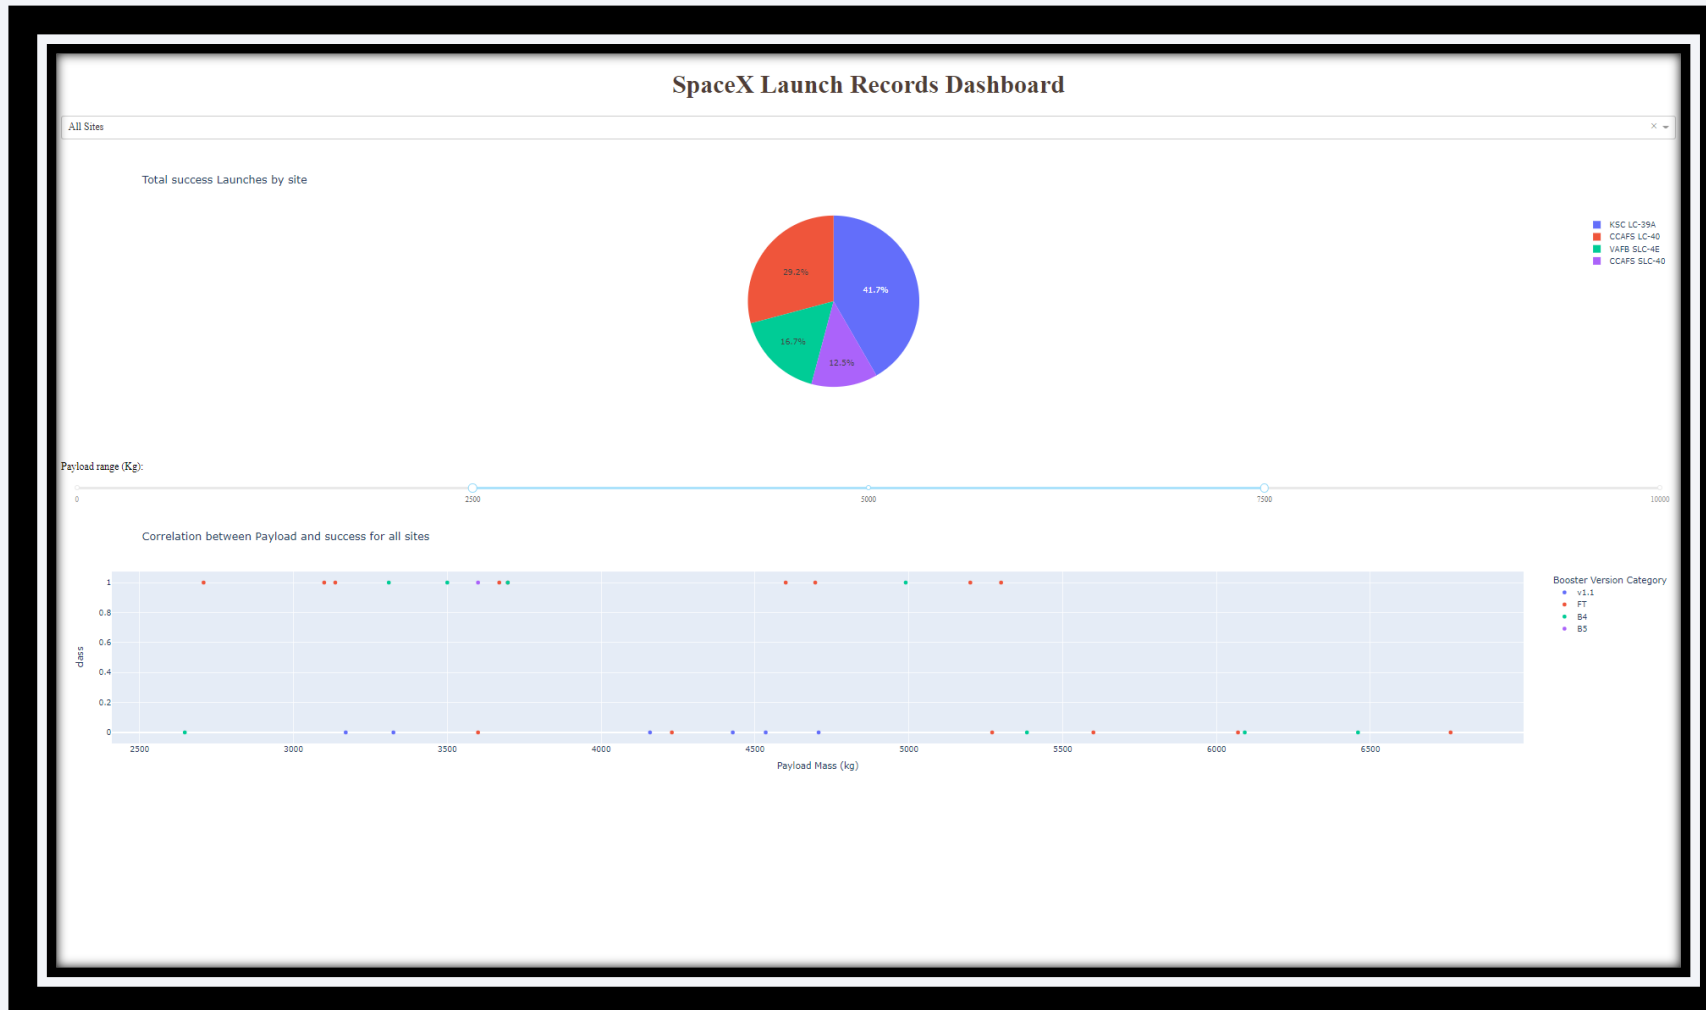 SpaceX Launch Records Dashboard
All Sites
× 
Total success Launches by site
KSC LC-39A
CCAFS LC-40
VAFB SLC-4E
CCAFS SLC-40
29.2%
41.7%
16.7%
12.5%
Payload range (Kg):
0 2500 5000 7500 10000
Correlation between Payload and success for all sites
Booster Version Category
v1.1
FT
B4
B5
class
1
0.8
0.6
0.4
0.2
0
2500 3000 3500 4000 4500 5000 5500 6000 6500
Payload Mass (kg)